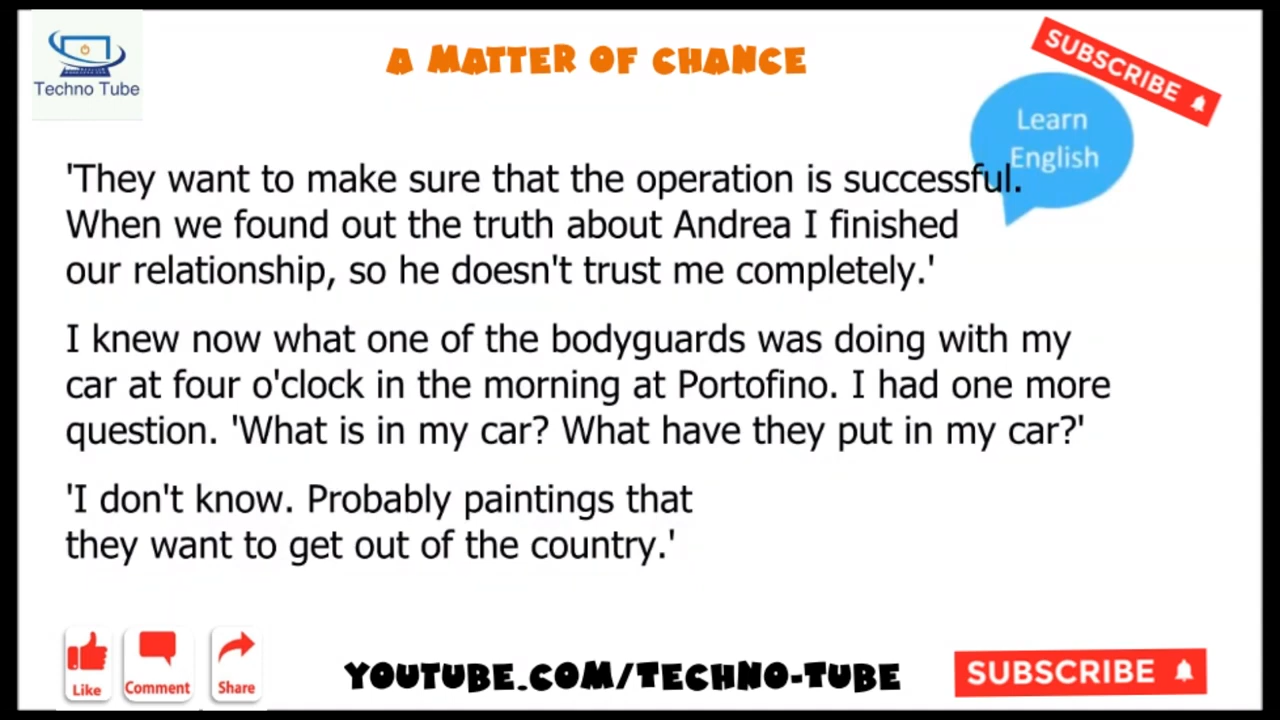 Techno Tube
A MATTER OF CHANCE
SUBSCRIBE
Learn
English
'They want to make sure that the operation is successful.
When we found out the truth about Andrea I finished
our relationship, so he doesn't trust me completely.'
I knew now what one of the bodyguards was doing with my
car at four o'clock in the morning at Portofino. I had one more
question. 'What is in my car? What have they put in my car?'
'I don't know. Probably paintings that
they want to get out of the country.'
Like
Comment
Share
YOUTUBE.COM/TECHNO-TUBE
SUBSCRIBE